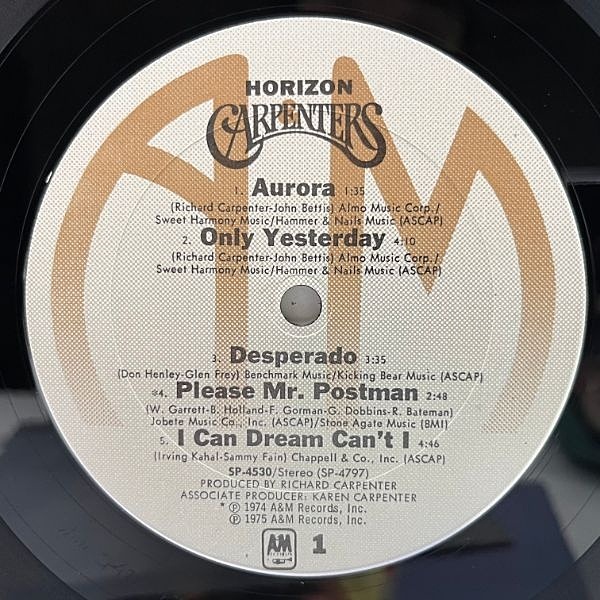 HORIZON
CARPENTERS
1. Aurora 1:35
(Richard Carpenter-John Bettis) Almo Music Corp./
Sweet Harmony Music/Hammer & Nails Music (ASCAP)
2. Only Yesterday 4:10
(Richard Carpenter-John Bettis) Almo Music Corp./
Sweet Harmony Music/Hammer & Nails Music (ASCAP)
3. Desperado 3:35
(Don Henley-Glen Frey) Benchmark Music/Kicking Bear Music (ASCAP)
*4. Please Mr. Postman 2:48
(W. Garrett-B. Holland-F. Gorman-G. Dobbins-R. Bateman)
Jobete Music Co., Inc. (ASCAP)/Stone Agate Music (BMI)
5. I Can Dream Can't I 4:46
(Irving Kahal-Sammy Fain) Chappell & Co., Inc. (ASCAP)
SP-4530/Stereo (SP-4797)
PRODUCED BY RICHARD CARPENTER
ASSOCIATE PRODUCER: KAREN CARPENTER
* ℗ 1974 A&M Records, Inc.
℗ 1975 A&M Records, Inc.
A&M 1